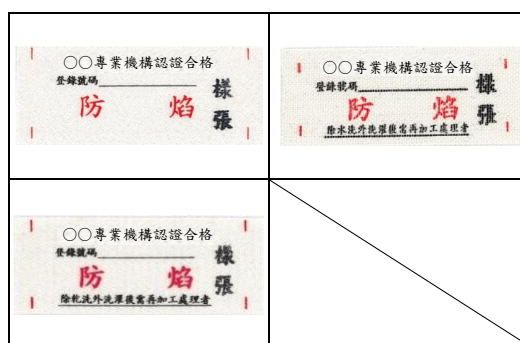 ○○專業機構認證合格
登錄號碼
防 焰
樣張
○○專業機構認證合格
登錄號碼
防 焰
除水洗外洗濯後需再加工處理者
樣張
○○專業機構認證合格
登錄號碼
防 焰
除乾洗外洗濯後需再加工處理者
樣張